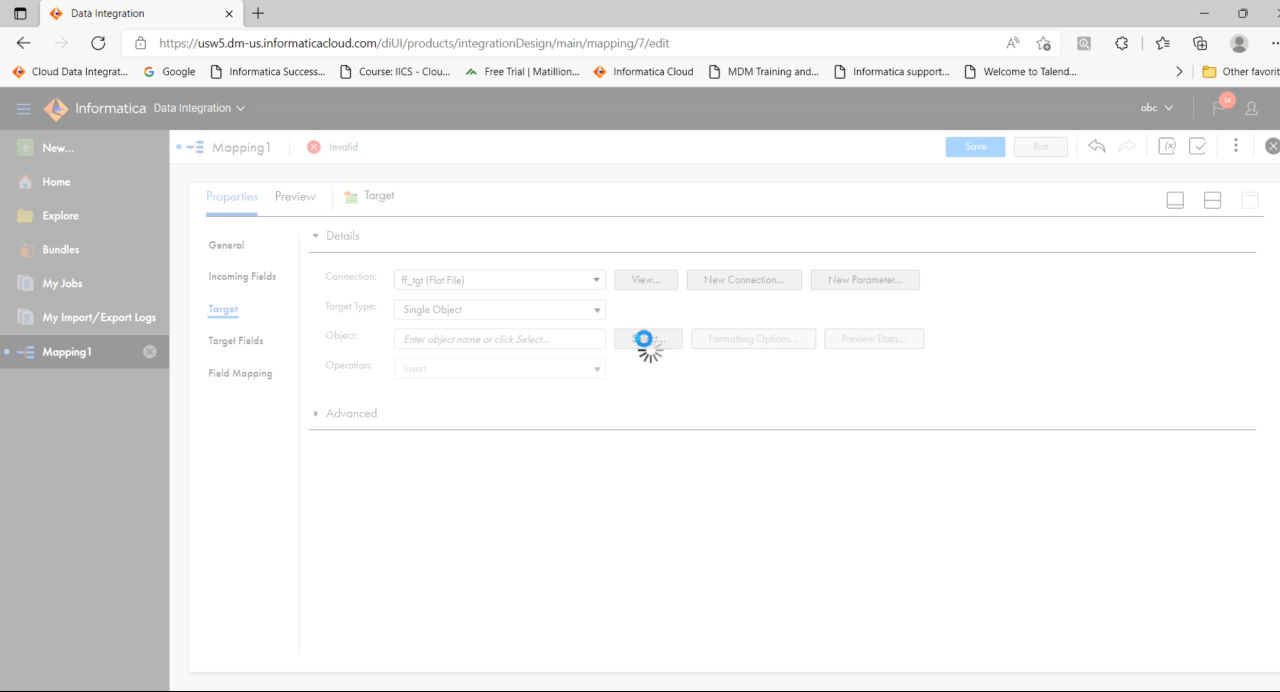 Data Integration
https://usw5.dm-us.informaticacloud.com/diUI/products/integrationDesign/main/mapping/7/edit
Cloud Data Integrat... Google Informatica Success... Course: IICS - Clou... Free Trial | Matillion... Informatica Cloud MDM Training and... Informatica support... Welcome to Talend... Other favorit
Informatica Data Integration abc 14
New... Mapping1 Invalid Save Run
Home
Properties Preview Target
Explore
Details
General
Bundles
Incoming Fields Connection: ff_tgt (Flat File) View... New Connection... New Parameter...
My Jobs
Target Target Type: Single Object
My Import/Export Logs
Target Fields Object: Enter object name or click Select... Formatting Options... Preview Data...
Mapping1
Field Mapping Operation: Insert
Advanced